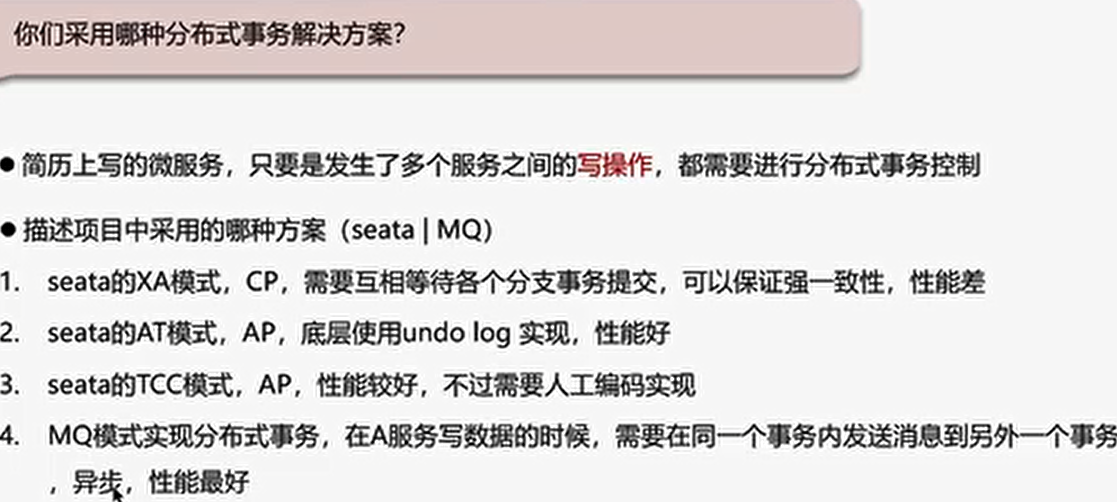 你们采用哪种分布式事务解决方案？
● 简历上写的微服务，只要是发生了多个服务之间的写操作，都需要进行分布式事务控制
● 描述项目中采用的哪种方案（seata | MQ）
1. seata的XA模式，CP，需要互相等待各个分支事务提交，可以保证强一致性，性能差
2. seata的AT模式，AP，底层使用undo log 实现，性能好
3. seata的TCC模式，AP，性能较好，不过需要人工编码实现
4. MQ模式实现分布式事务，在A服务写数据的时候，需要在同一个事务内发送消息到另外一个事务
，异步，性能最好